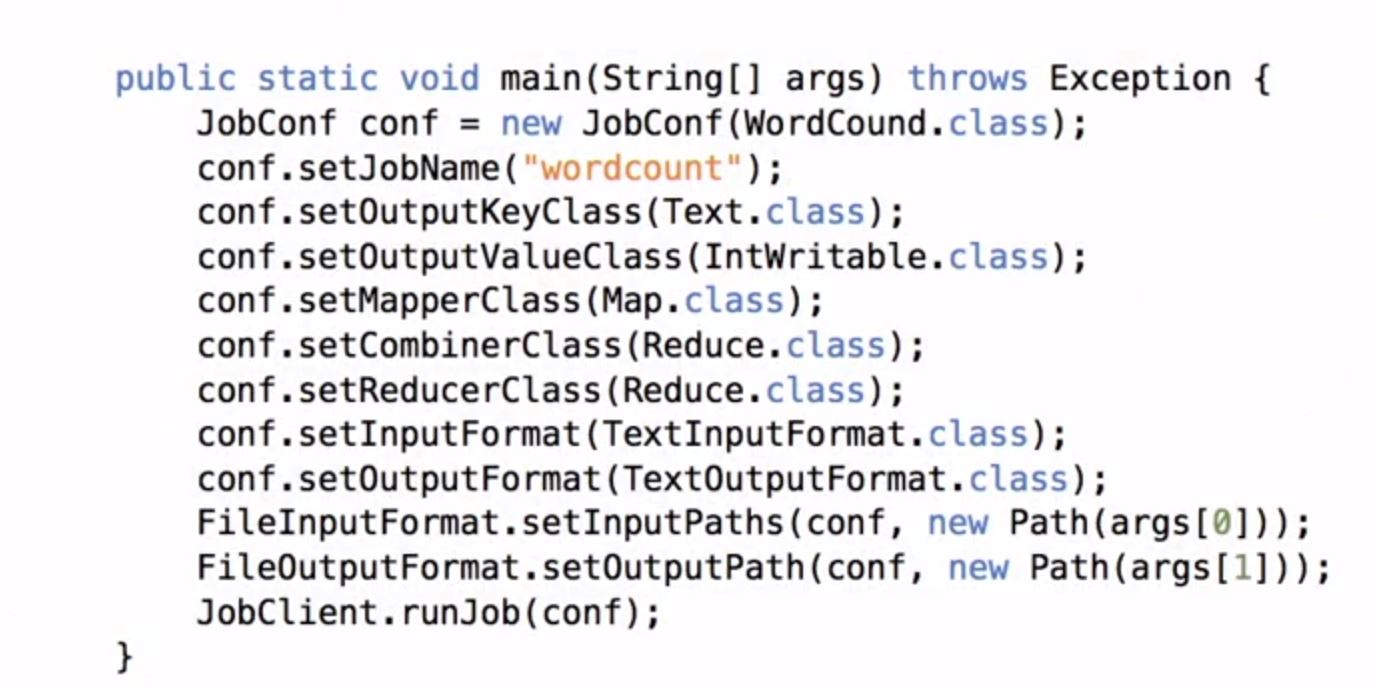 public static void main(String[] args) throws Exception {
JobConf conf = new JobConf(WordCound.class);
conf.setJobName("wordcount");
conf.setOutputKeyClass(Text.class);
conf.setOutputValueClass(IntWritable.class);
conf.setMapperClass(Map.class);
conf.setCombinerClass(Reduce.class);
conf.setReducerClass(Reduce.class);
conf.setInputFormat(TextInputFormat.class);
conf.setOutputFormat(TextOutputFormat.class);
FileInputFormat.setInputPaths(conf, new Path(args[0]));
FileOutputFormat.setOutputPath(conf, new Path(args[1]));
JobClient.runJob(conf);
}